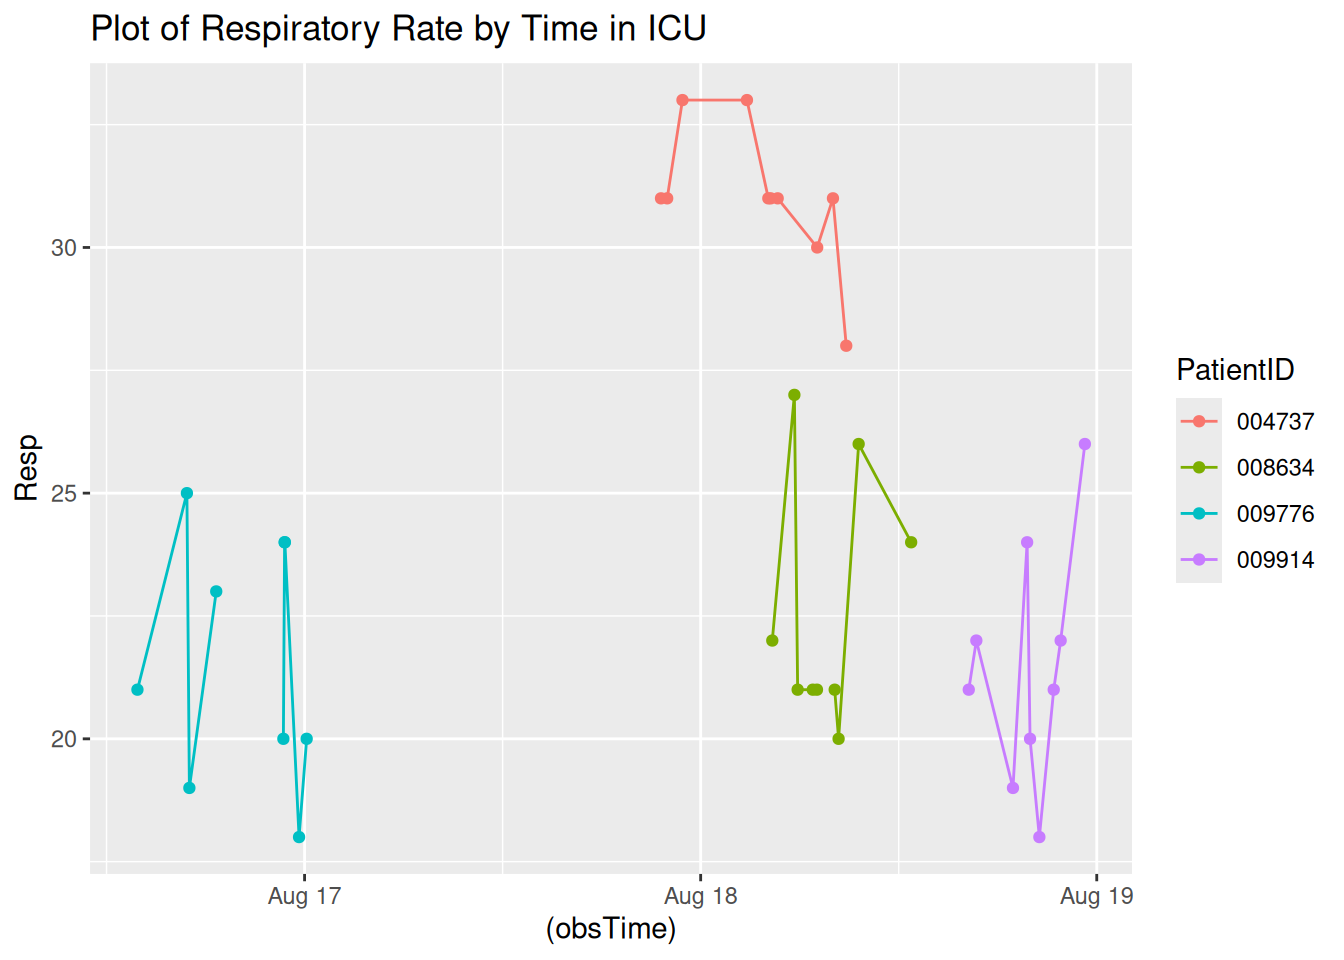 Plot of Respiratory Rate by Time in ICU
Resp
30
25
20
Aug 17
Aug 18
Aug 19
(obsTime)
PatientID
004737
008634
009776
009914